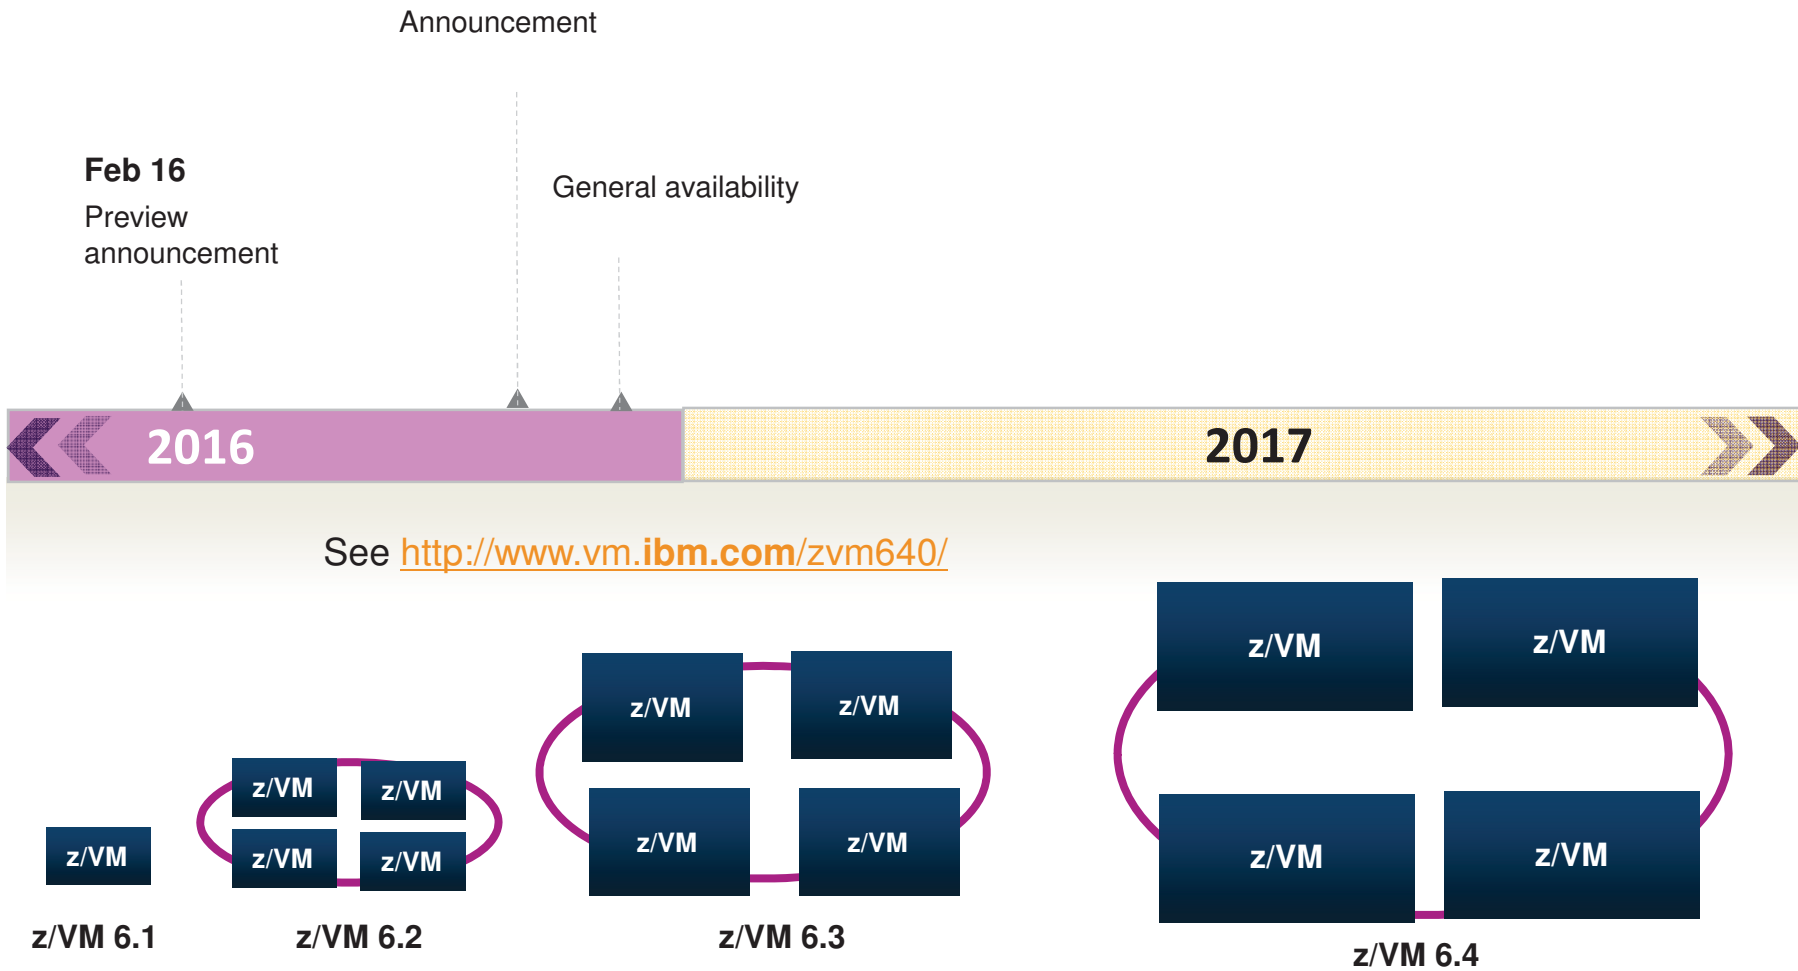 Announcement
Feb 16
Preview
announcement
General availability
2016
2017
See http://www.vm.ibm.com/zvm640/
z/VM
z/VM 6.1
z/VM
z/VM
z/VM
z/VM
z/VM 6.2
z/VM
z/VM
z/VM
z/VM
z/VM 6.3
z/VM
z/VM
z/VM
z/VM
z/VM 6.4